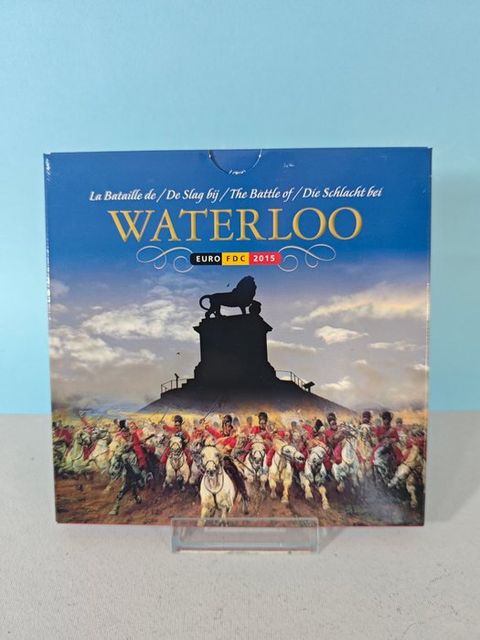 La Bataille de / De Slag bij / The Battle of / Die Schlacht bei
WATERLOO
EURO FDC 2015